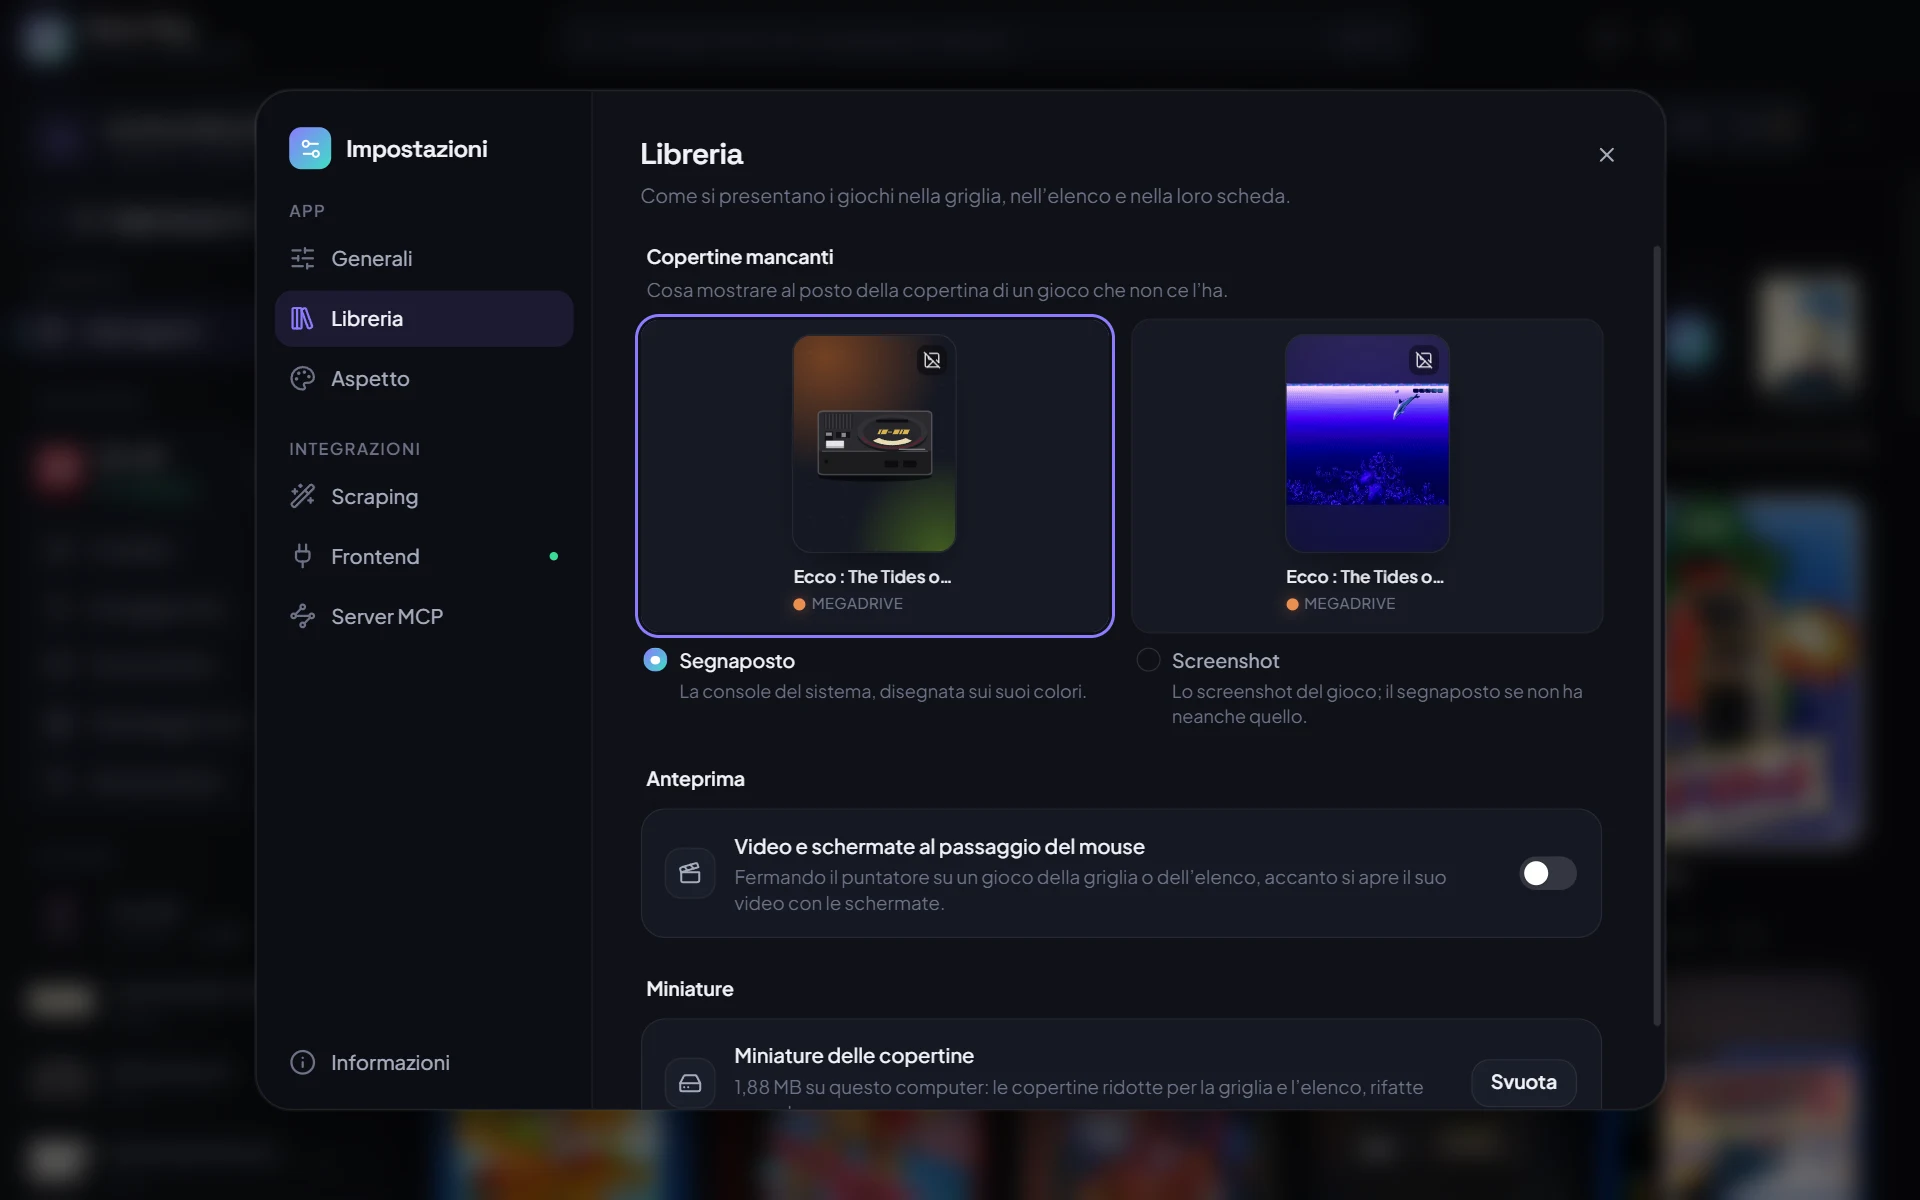 Impostazioni
APP
Generali
Libreria
Aspetto
INTEGRAZIONI
Scraping
Frontend
Server MCP
Informazioni
Libreria
Come si presentano i giochi nella griglia, nell’elenco e nella loro scheda.
Copertine mancanti
Cosa mostrare al posto della copertina di un gioco che non ce l’ha.
Ecco : The Tides o...
MEGADRIVE
Segnaposto
La console del sistema, disegnata sui suoi colori.
Ecco : The Tides o...
MEGADRIVE
Screenshot
Lo screenshot del gioco; il segnaposto se non ha
neanche quello.
Anteprima
Video e schermate al passaggio del mouse
Fermando il puntatore su un gioco della griglia o dell’elenco, accanto si apre il suo
video con le schermate.
Miniature
Miniature delle copertine
1,88 MB su questo computer: le copertine ridotte per la griglia e l’elenco, rifatte
Svuota